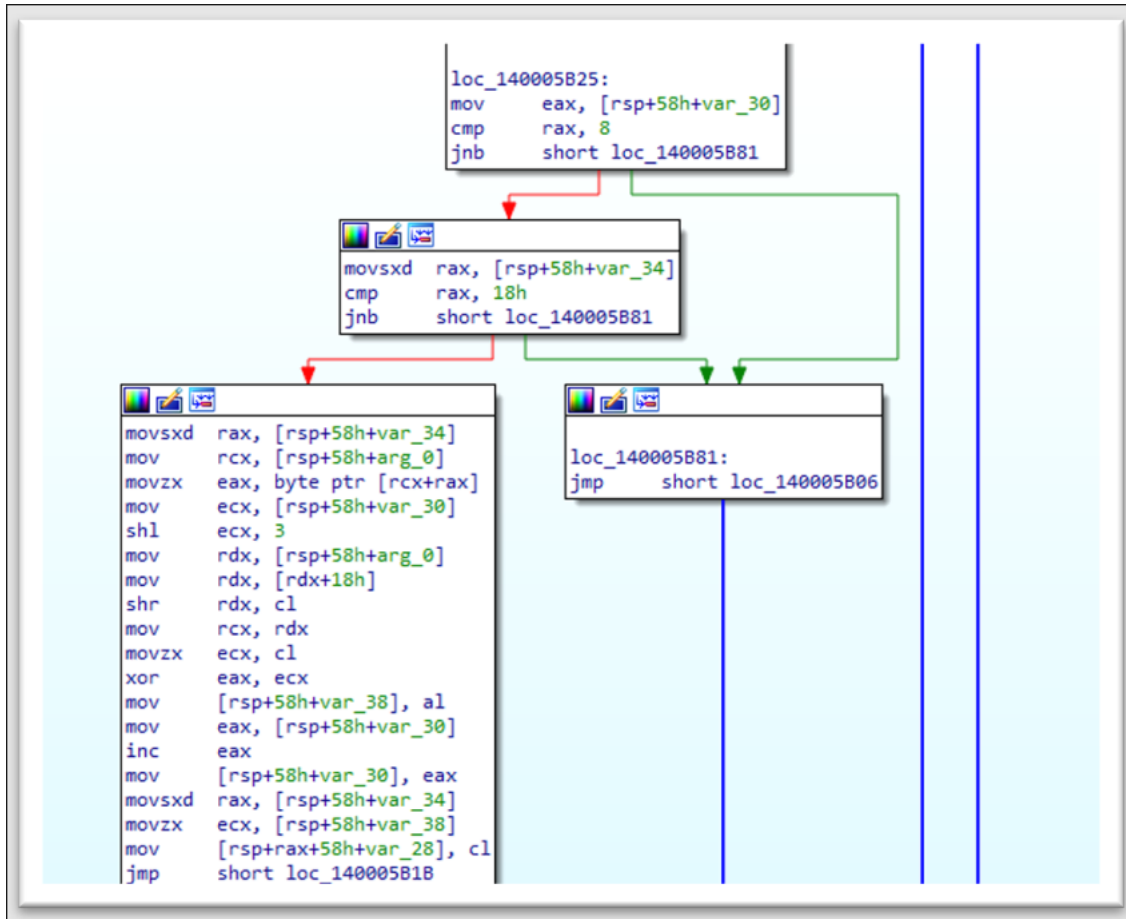 loc_140005B25:
mov eax, [rsp+58h+var_30]
cmp rax, 8
jnb short loc_140005B81
movsxd rax, [rsp+58h+var_34]
cmp rax, 18h
jnb short loc_140005B81
movsxd rax, [rsp+58h+var_34]
mov rcx, [rsp+58h+arg_0]
movzx eax, byte ptr [rcx+rax]
mov ecx, [rsp+58h+var_30]
shl ecx, 3
mov rdx, [rsp+58h+arg_0]
mov rdx, [rdx+18h]
shr rdx, cl
mov rcx, rdx
movzx ecx, cl
xor eax, ecx
mov [rsp+58h+var_38], al
mov eax, [rsp+58h+var_30]
inc eax
mov [rsp+58h+var_30], eax
movsxd rax, [rsp+58h+var_34]
movzx ecx, [rsp+58h+var_38]
mov [rsp+rax+58h+var_28], cl
jmp short loc_140005B1B
loc_140005B81:
jmp short loc_140005B06